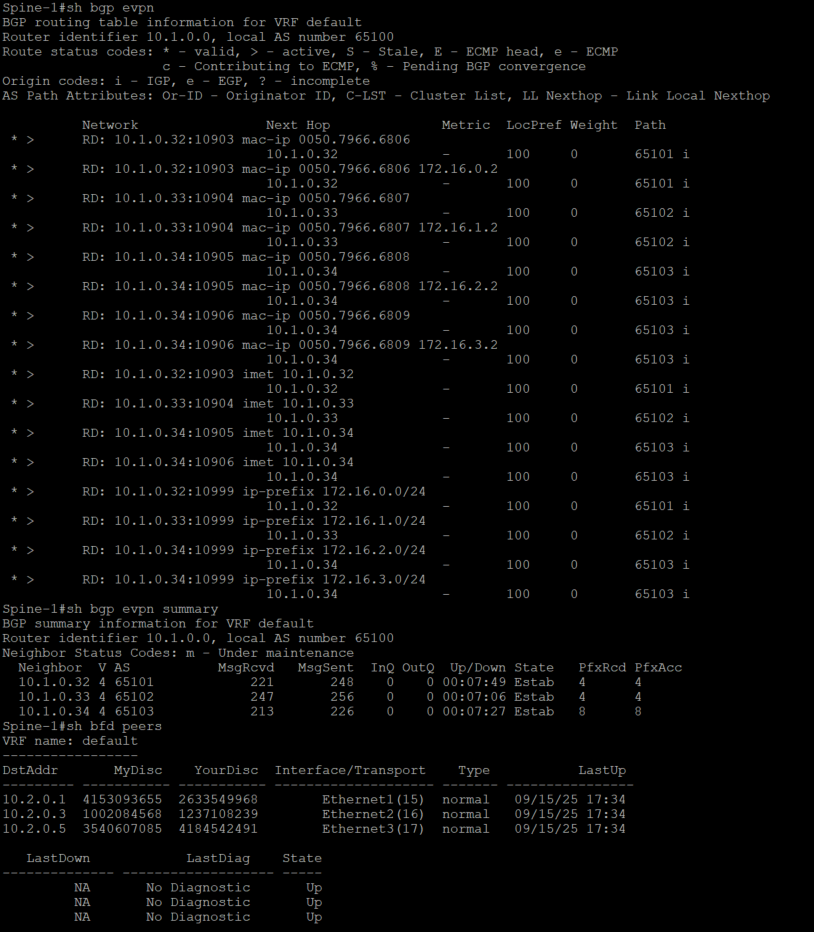 Spine-1#sh bgp evpn
BGP routing table information for VRF default
Router identifier 10.1.0.0, local AS number 65100
Route status codes: * - valid, > - active, S - Stale, E - ECMP head, e - ECMP
                    c - Contributing to ECMP, % - Pending BGP convergence
Origin codes: i - IGP, e - EGP, ? - incomplete
AS Path Attributes: Or-ID - Originator ID, C-LST - Cluster List, LL Nexthop - Link Local Nexthop

          Network                Next Hop              Metric  LocPref Weight  Path
 * >      RD: 10.1.0.32:10903 mac-ip 0050.7966.6806
                                 10.1.0.32             -       100     0       65101 i
 * >      RD: 10.1.0.32:10903 mac-ip 0050.7966.6806 172.16.0.2
                                 10.1.0.32             -       100     0       65101 i
 * >      RD: 10.1.0.33:10904 mac-ip 0050.7966.6807
                                 10.1.0.33             -       100     0       65102 i
 * >      RD: 10.1.0.33:10904 mac-ip 0050.7966.6807 172.16.1.2
                                 10.1.0.33             -       100     0       65102 i
 * >      RD: 10.1.0.34:10905 mac-ip 0050.7966.6808
                                 10.1.0.34             -       100     0       65103 i
 * >      RD: 10.1.0.34:10905 mac-ip 0050.7966.6808 172.16.2.2
                                 10.1.0.34             -       100     0       65103 i
 * >      RD: 10.1.0.34:10906 mac-ip 0050.7966.6809
                                 10.1.0.34             -       100     0       65103 i
 * >      RD: 10.1.0.34:10906 mac-ip 0050.7966.6809 172.16.3.2
                                 10.1.0.34             -       100     0       65103 i
 * >      RD: 10.1.0.32:10903 imet 10.1.0.32
                                 10.1.0.32             -       100     0       65101 i
 * >      RD: 10.1.0.33:10904 imet 10.1.0.33
                                 10.1.0.33             -       100     0       65102 i
 * >      RD: 10.1.0.34:10905 imet 10.1.0.34
                                 10.1.0.34             -       100     0       65103 i
 * >      RD: 10.1.0.34:10906 imet 10.1.0.34
                                 10.1.0.34             -       100     0       65103 i
 * >      RD: 10.1.0.32:10999 ip-prefix 172.16.0.0/24
                                 10.1.0.32             -       100     0       65101 i
 * >      RD: 10.1.0.33:10999 ip-prefix 172.16.1.0/24
                                 10.1.0.33             -       100     0       65102 i
 * >      RD: 10.1.0.34:10999 ip-prefix 172.16.2.0/24
                                 10.1.0.34             -       100     0       65103 i
 * >      RD: 10.1.0.34:10999 ip-prefix 172.16.3.0/24
                                 10.1.0.34             -       100     0       65103 i
Spine-1#sh bgp evpn summary
BGP summary information for VRF default
Router identifier 10.1.0.0, local AS number 65100
Neighbor Status Codes: m - Under maintenance
  Neighbor  V AS           MsgRcvd   MsgSent  InQ OutQ  Up/Down State   PfxRcd PfxAcc
  10.1.0.32 4 65101            221       248    0    0 00:07:49 Estab   4      4
  10.1.0.33 4 65102            247       256    0    0 00:07:06 Estab   4      4
  10.1.0.34 4 65103            213       226    0    0 00:07:27 Estab   8      8
Spine-1#sh bfd peers
VRF name: default
-----------------
DstAddr       MyDisc    YourDisc  Interface/Transport    Type           LastUp
--------- ----------- ----------- -------------------- ------- ----------------
10.2.0.1  4153093655  2633549968        Ethernet1(15)  normal   09/15/25 17:34
10.2.0.3  1002084568  1237108239        Ethernet2(16)  normal   09/15/25 17:34
10.2.0.5  3540607085  4184542491        Ethernet3(17)  normal   09/15/25 17:34

   LastDown            LastDiag    State
-------------- ------------------- -----
         NA       No Diagnostic       Up
         NA       No Diagnostic       Up
         NA       No Diagnostic       Up